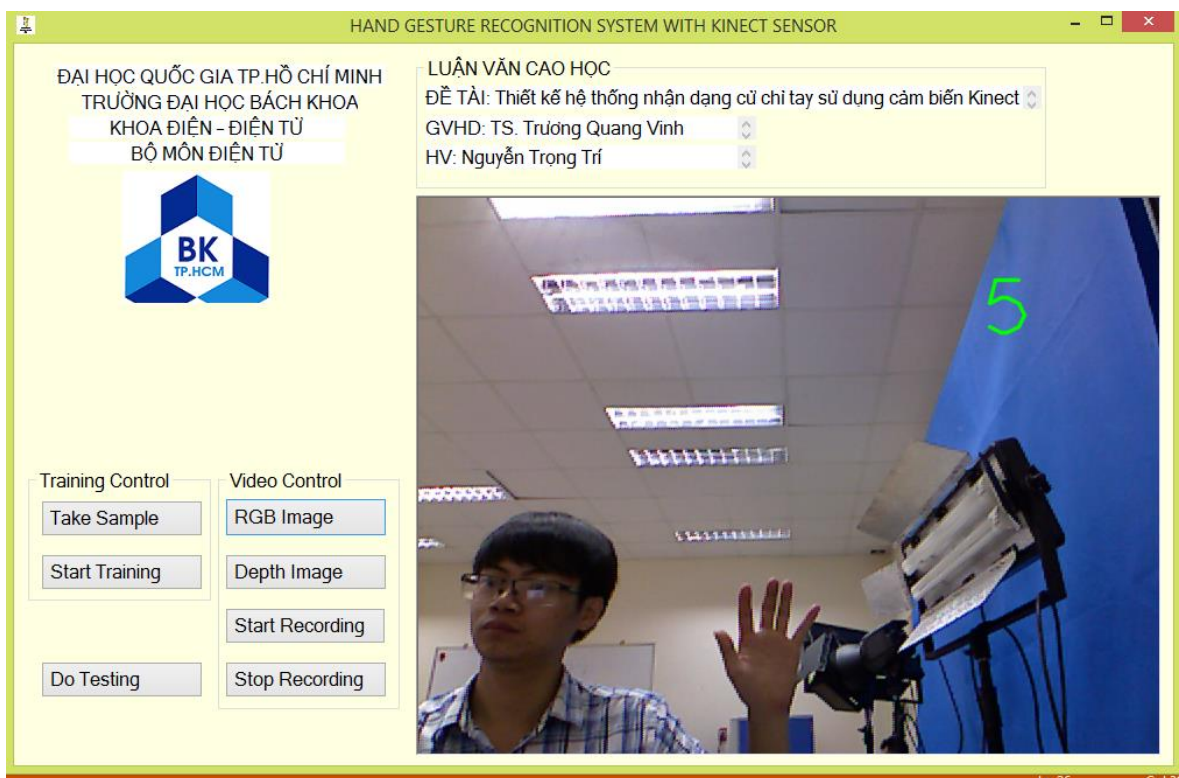 HAND GESTURE RECOGNITION SYSTEM WITH KINECT SENSOR
ĐẠI HỌC QUỐC GIA TP.HỒ CHÍ MINH
TRƯỜNG ĐẠI HỌC BÁCH KHOA
KHOA ĐIỆN – ĐIỆN TỬ
BỘ MÔN ĐIỆN TỬ
BK
TP.HCM
LUẬN VĂN CAO HỌC
ĐỀ TÀI: Thiết kế hệ thống nhận dạng cử chỉ tay sử dụng cảm biến Kinect
GVHD: TS. Trương Quang Vinh
HV: Nguyễn Trọng Trí
5
Training Control
Take Sample
Start Training
Do Testing
Video Control
RGB Image
Depth Image
Start Recording
Stop Recording